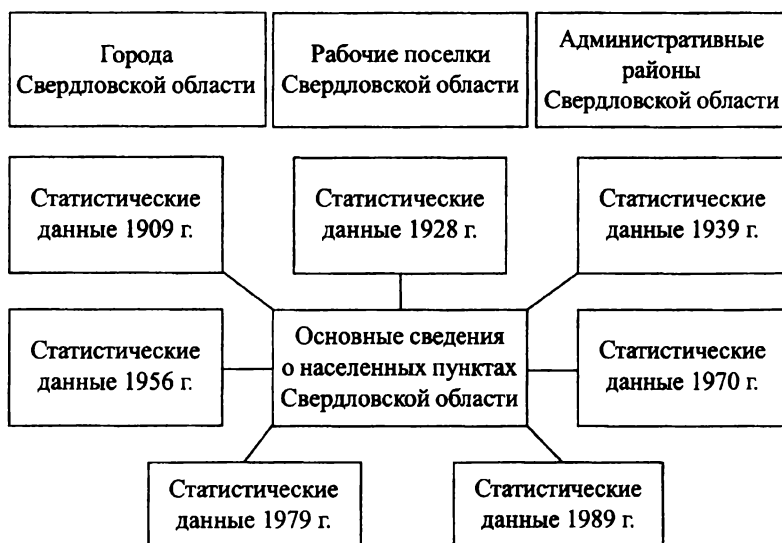 Города
Свердловской области
Рабочие поселки
Свердловской области
Административные
районы
Свердловской области
Статистические
данные 1909 г.
Статистические
данные 1928 г.
Статистические
данные 1939 г.
Статистические
данные 1956 г.
Основные сведения
о населенных пунктах
Свердловской области
Статистические
данные 1970 г.
Статистические
данные 1979 г.
Статистические
данные 1989 г.